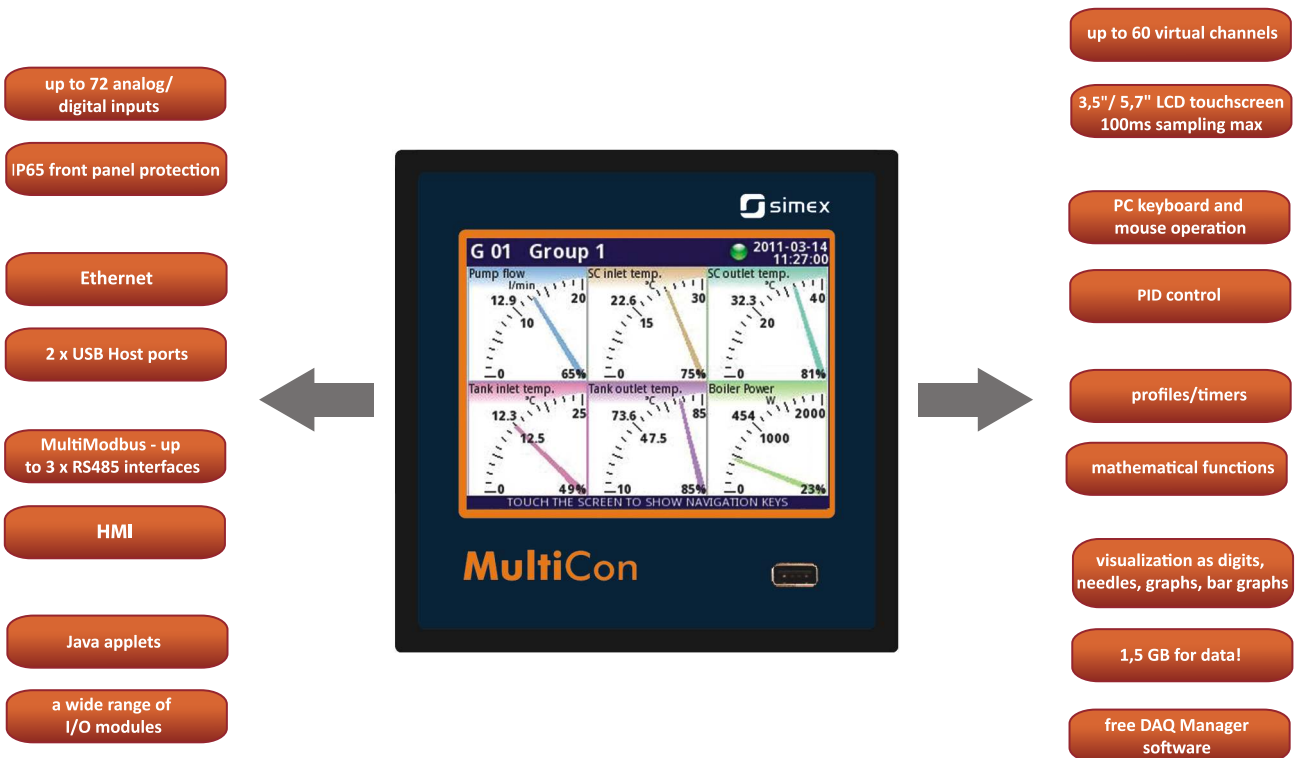 up to 72 analog/
digital inputs
IP65 front panel protection
Ethernet
2 x USB Host ports
MultiModbus - up
to 3 x RS485 interfaces
HMI
Java applets
a wide range of
I/O modules
simex
G 01 Group 1
2011-03-14
11:27:00
Pump flow
l/min
12.9
20
10
0
65%
SC inlet temp.
°C
22.6
30
15
0
75%
SC outlet temp.
°C
32.3
40
20
0
81%
Tank inlet temp.
°C
12.3
25
12.5
0
49%
Tank outlet temp.
°C
73.6
85
47.5
10
85%
Boiler Power
W
454
2000
1000
0
23%
TOUCH THE SCREEN TO SHOW NAVIGATION KEYS
MultiCon
up to 60 virtual channels
3,5"/ 5,7" LCD touchscreen
100ms sampling max
PC keyboard and
mouse operation
PID control
profiles/timers
mathematical functions
visualization as digits,
needles, graphs, bar graphs
1,5 GB for data!
free DAQ Manager
software